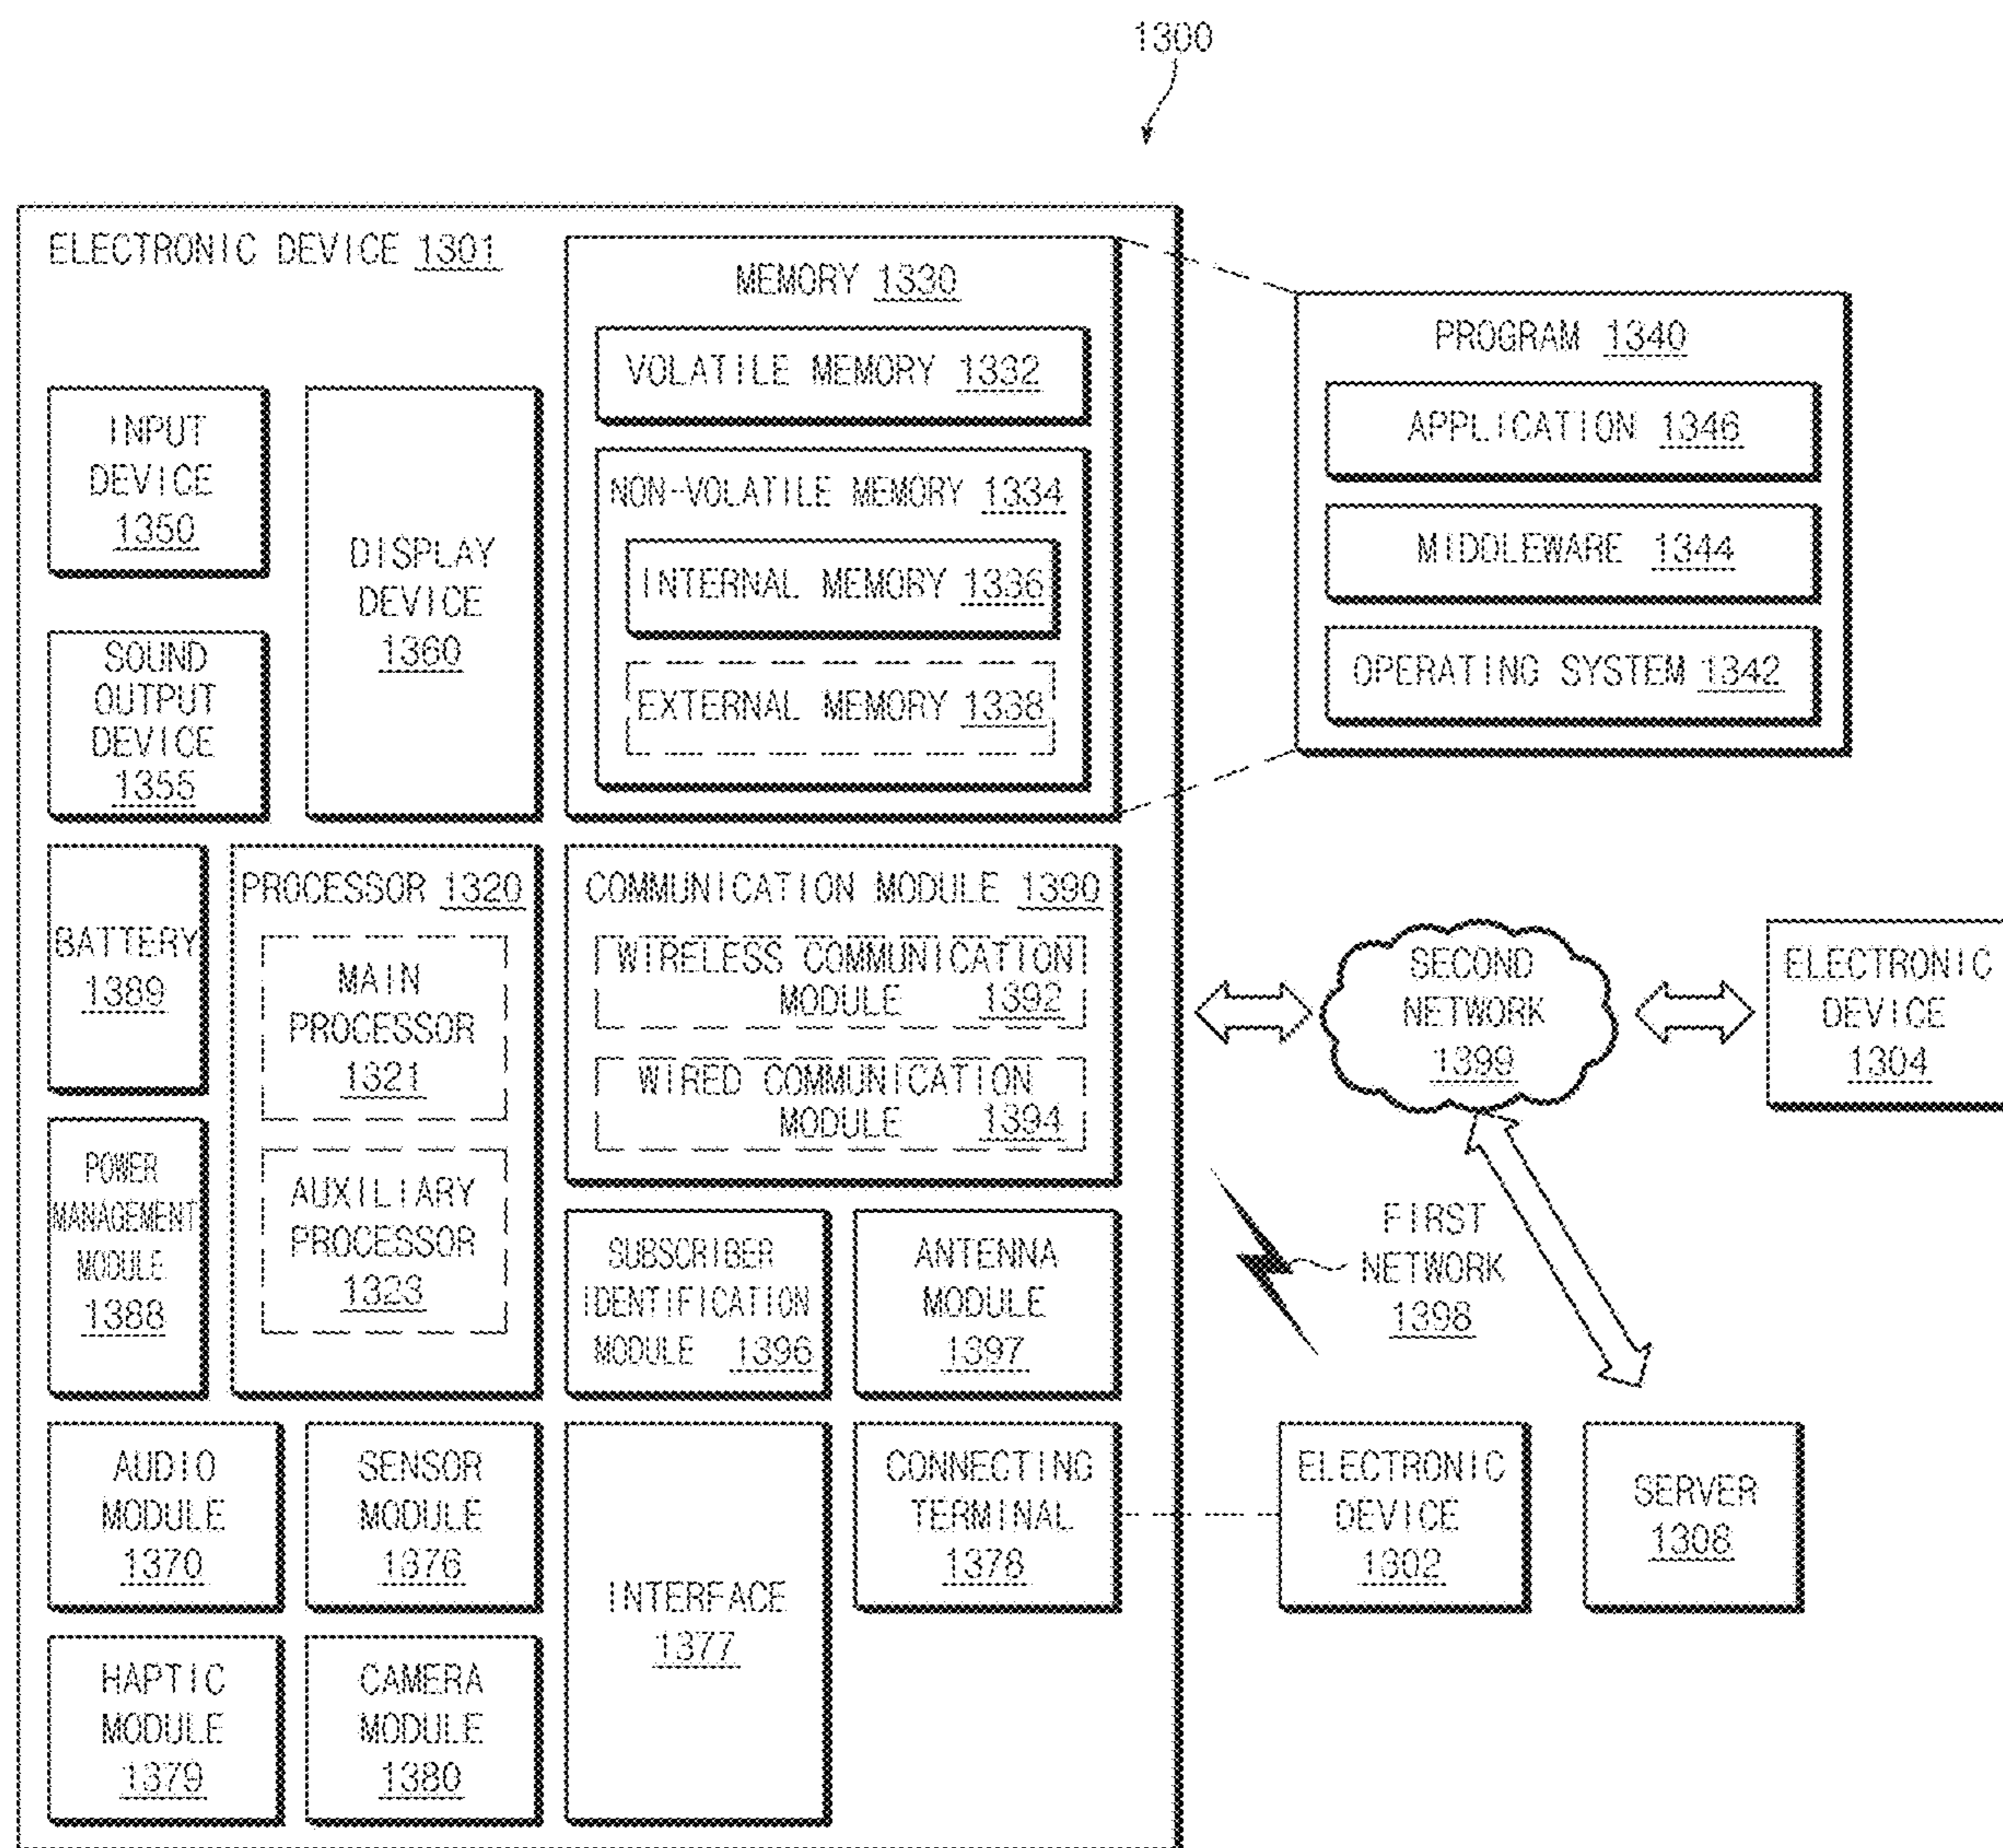 1300
ELECTRONIC DEVICE 1301
MEMORY 1330
VOLATILE MEMORY 1332
NON-VOLATILE MEMORY 1334
INTERNAL MEMORY 1336
EXTERNAL MEMORY 1338
PROGRAM 1340
APPLICATION 1346
MIDDLEWARE 1344
OPERATING SYSTEM 1342
INPUT
DEVICE
1350
SOUND
OUTPUT
DEVICE
1355
DISPLAY
DEVICE
1360
BATTERY
1389
POWER
MANAGEMENT
MODULE
1388
PROCESSOR 1320
MAIN
PROCESSOR
1321
AUXILIARY
PROCESSOR
1323
COMMUNICATION MODULE 1390
WIRELESS COMMUNICATION
MODULE 1392
WIRED COMMUNICATION
MODULE 1394
SUBSCRIBER
IDENTIFICATION
MODULE 1396
ANTENNA
MODULE
1397
SECOND
NETWORK
1399
ELECTRONIC
DEVICE
1304
FIRST
NETWORK
1398
AUDIO
MODULE
1370
SENSOR
MODULE
1376
INTERFACE
1377
CONNECTING
TERMINAL
1378
ELECTRONIC
DEVICE
1302
SERVER
1308
HAPTIC
MODULE
1379
CAMERA
MODULE
1380